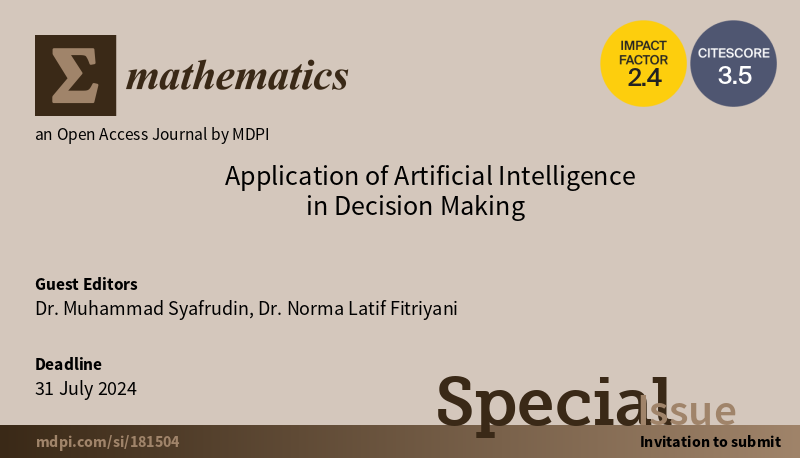 Σ
mathematics
IMPACT
FACTOR
2.4
CITESCORE
3.5
an Open Access Journal by MDPI
Application of Artificial Intelligence
in Decision Making
Guest Editors
Dr. Muhammad Syafrudin, Dr. Norma Latif Fitriyani
Deadline
31 July 2024
Special Issue
mdpi.com/si/181504
Invitation to submit